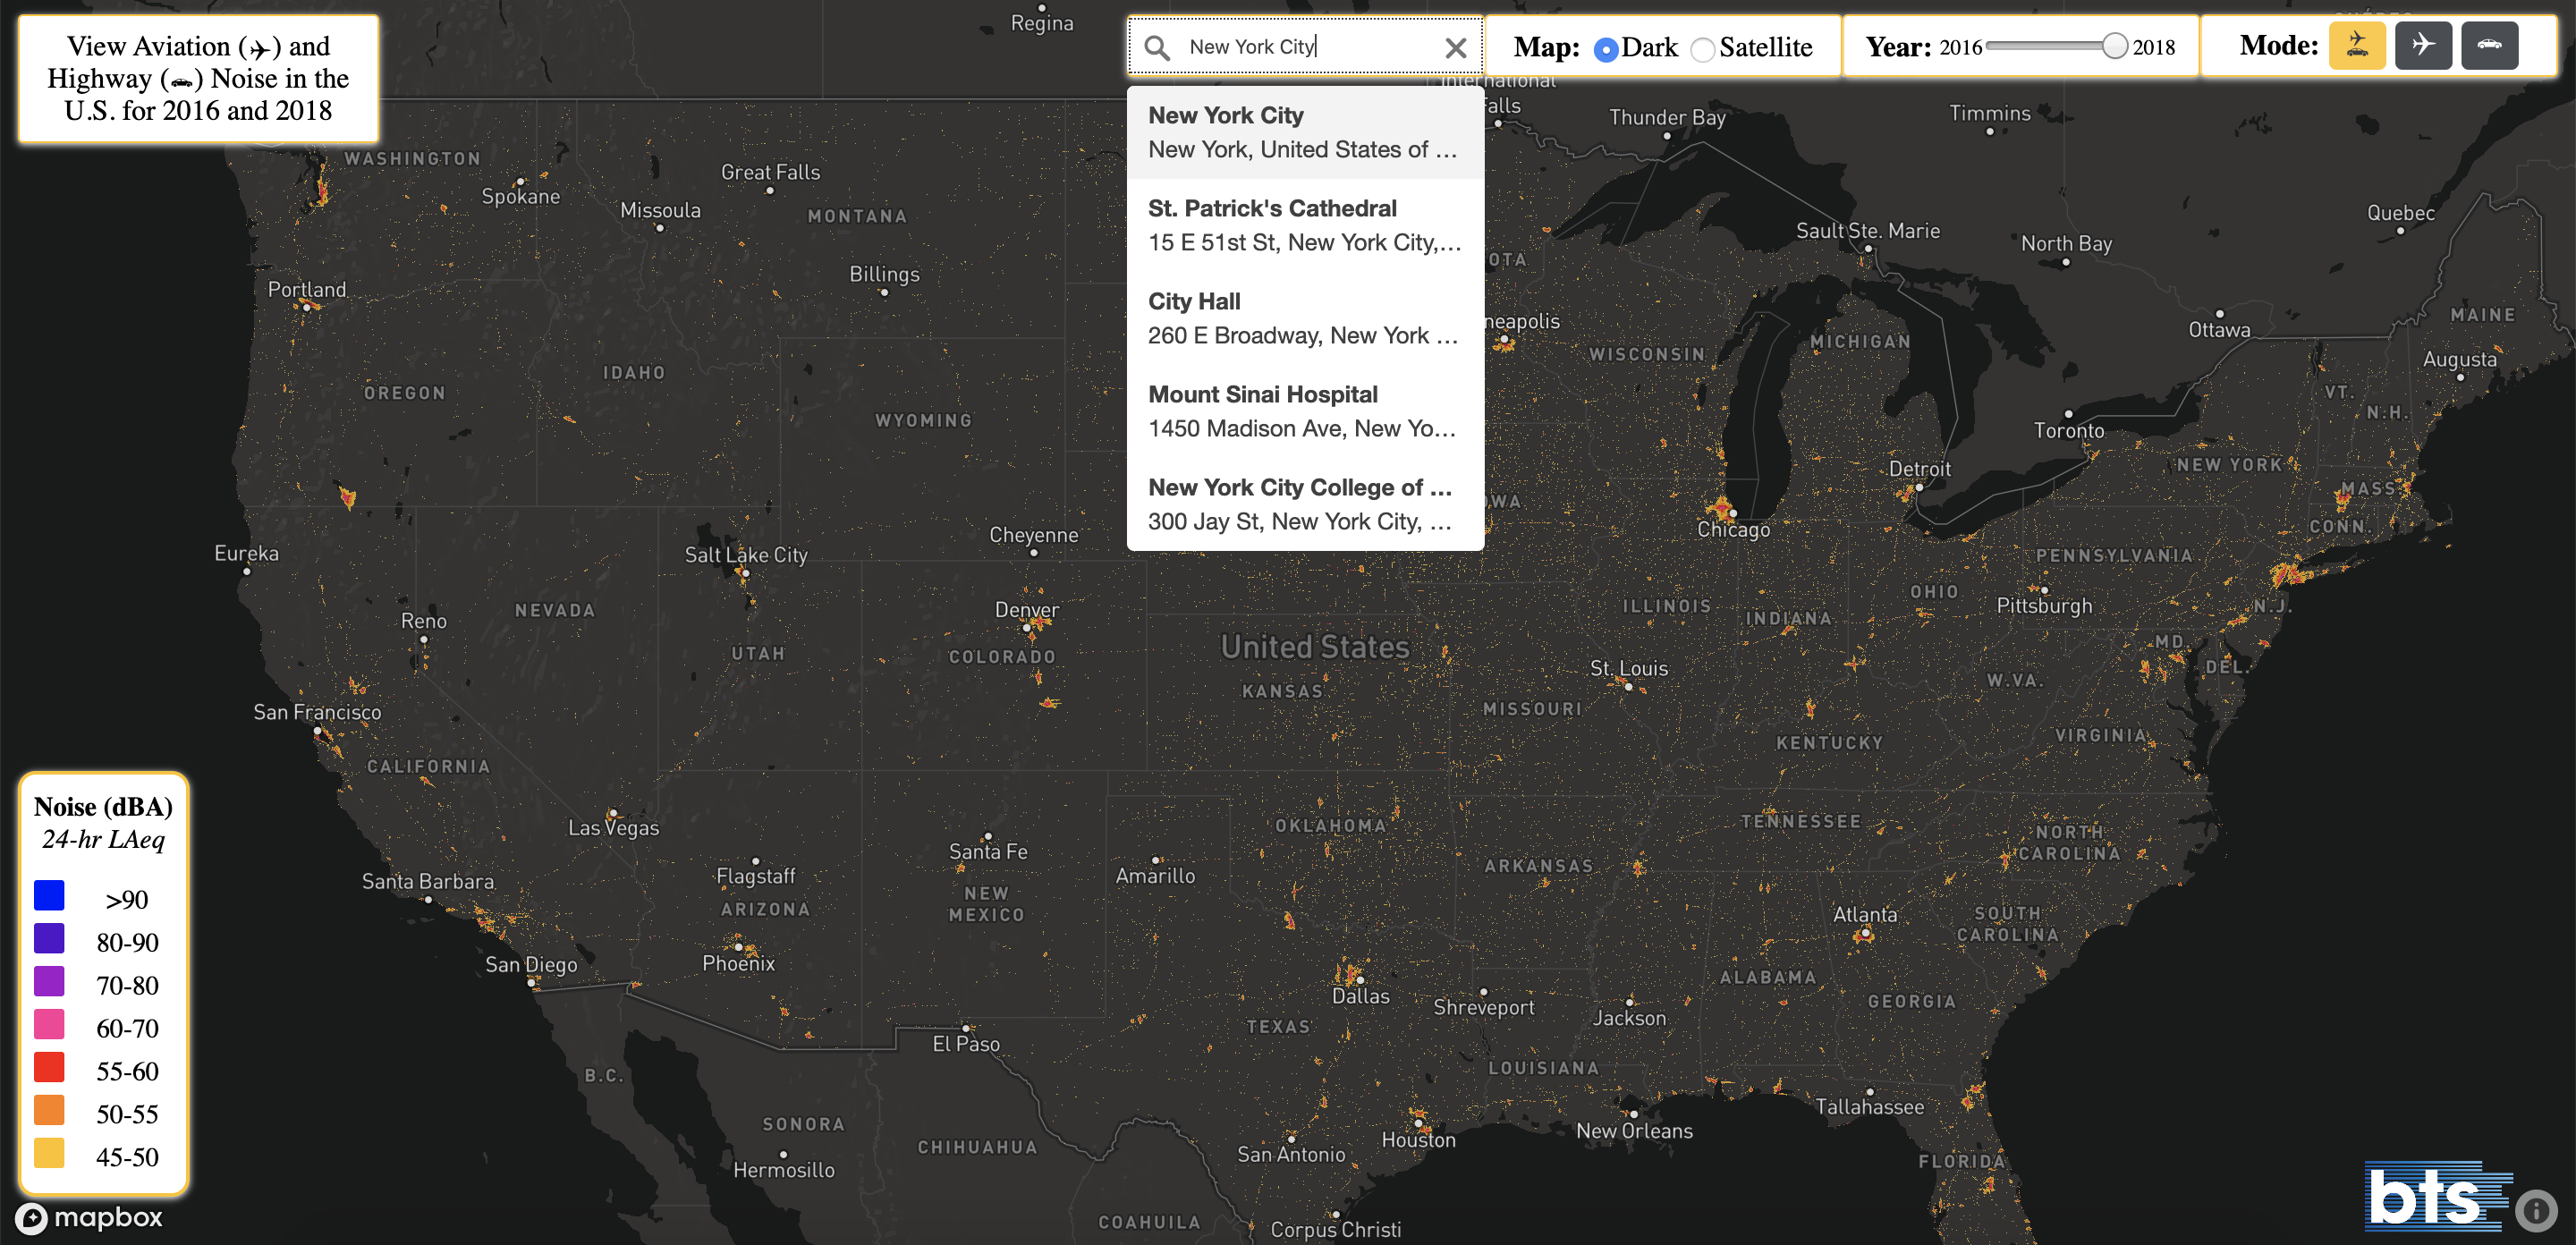 View Aviation (✈) and
Highway (🚗) Noise in the
U.S. for 2016 and 2018
New York City
Map: Dark Satellite
Year: 2016 2018
Mode:
New York City
New York, United States of ...
St. Patrick's Cathedral
15 E 51st St, New York City,...
City Hall
260 E Broadway, New York ...
Mount Sinai Hospital
1450 Madison Ave, New Yo...
New York City College of ...
300 Jay St, New York City, ...
Regina
International
Falls
Thunder Bay
Timmins
WASHINGTON
Spokane
Great Falls
Missoula
MONTANA
Quebec
Sault Ste. Marie
North Bay
OTA
Billings
Portland
neapolis
Ottawa
MAINE
WISCONSIN
MICHIGAN
Augusta
IDAHO
OREGON
WYOMING
VT.
N.H.
Toronto
Detroit
NEW YORK
MASS.
OWA
Chicago
CONN.
Cheyenne
Eureka
Salt Lake City
PENNSYLVANIA
NEVADA
Reno
Denver
ILLINOIS
INDIANA
OHIO
Pittsburgh
N.J.
UTAH
COLORADO
United States
St. Louis
MD.
DEL.
KANSAS
W.VA.
San Francisco
MISSOURI
KENTUCKY
VIRGINIA
CALIFORNIA
Las Vegas
OKLAHOMA
TENNESSEE
NORTH
CAROLINA
Santa Fe
Amarillo
ARKANSAS
Santa Barbara
Flagstaff
ARIZONA
NEW
MEXICO
Atlanta
SOUTH
CAROLINA
San Diego
Phoenix
Dallas
Shreveport
ALABAMA
GEORGIA
TEXAS
Jackson
El Paso
LOUISIANA
B.C.
SONORA
CHIHUAHUA
Hermosillo
Tallahassee
New Orleans
Houston
San Antonio
FLORIDA
COAHUILA
Corpus Christi
Noise (dBA)
24-hr LAeq
>90
80-90
70-80
60-70
55-60
50-55
45-50
mapbox
bts
i